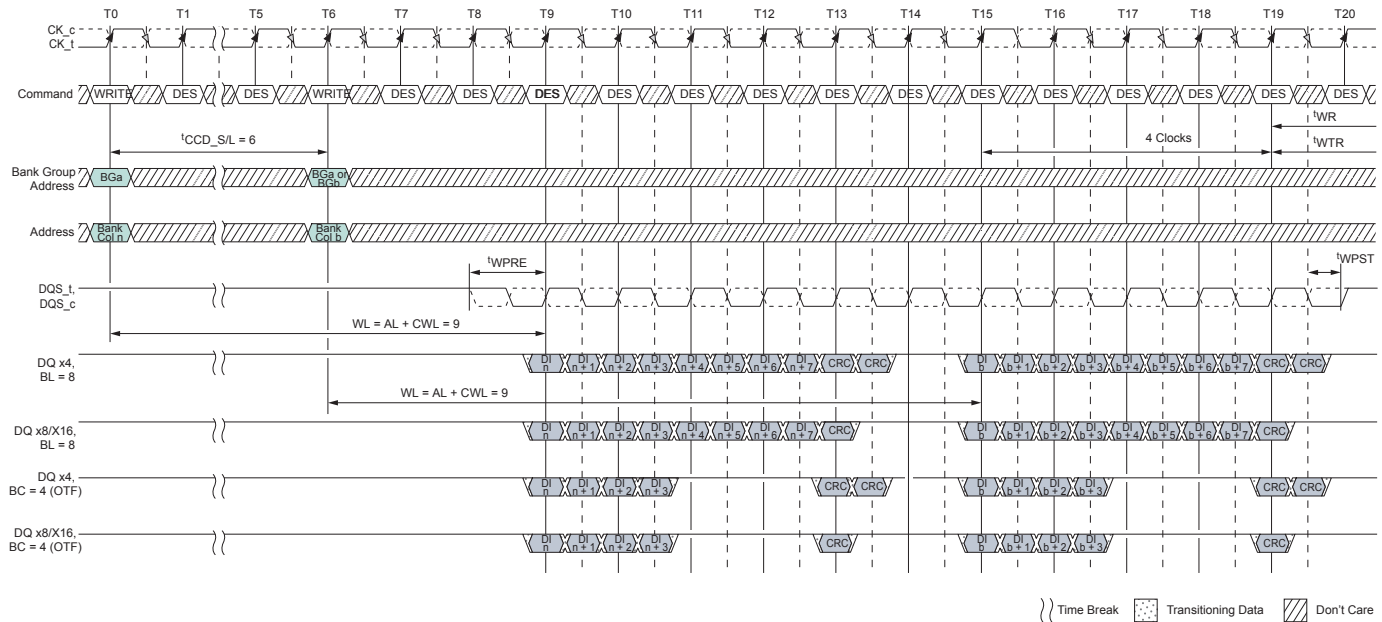 T0 T1 T5 T6 T7 T8 T9 T10 T11 T12 T13 T14 T15 T16 T17 T18 T19 T20
CK_c
CK_t
Command WRITE DES DES WRITE DES DES DES DES DES DES DES DES DES DES DES DES DES DES
tWR
tCCD_S/L = 6
4 Clocks
tWTR
Bank Group
Address
BGa
BGa or
BGb
Address
Bank
Col n
Bank
Col b
tWPRE
tWPST
DQS_t,
DQS_c
WL = AL + CWL = 9
DQ x4,
BL = 8
DI n DI n + 1 DI n + 2 DI n + 3 DI n + 4 DI n + 5 DI n + 6 DI n + 7 CRC CRC DI b DI b + 1 DI b + 2 DI b + 3 DI b + 4 DI b + 5 DI b + 6 DI b + 7 CRC CRC
WL = AL + CWL = 9
DQ x8/X16,
BL = 8
DI n DI n + 1 DI n + 2 DI n + 3 DI n + 4 DI n + 5 DI n + 6 DI n + 7 CRC DI b DI b + 1 DI b + 2 DI b + 3 DI b + 4 DI b + 5 DI b + 6 DI b + 7 CRC
DQ x4,
BC = 4 (OTF)
DI n DI n + 1 DI n + 2 DI n + 3 CRC CRC DI b DI b + 1 DI b + 2 DI b + 3 CRC CRC
DQ x8/X16,
BC = 4 (OTF)
DI n DI n + 1 DI n + 2 DI n + 3 CRC DI b DI b + 1 DI b + 2 DI b + 3 CRC
Time Break Transitioning Data Don't Care